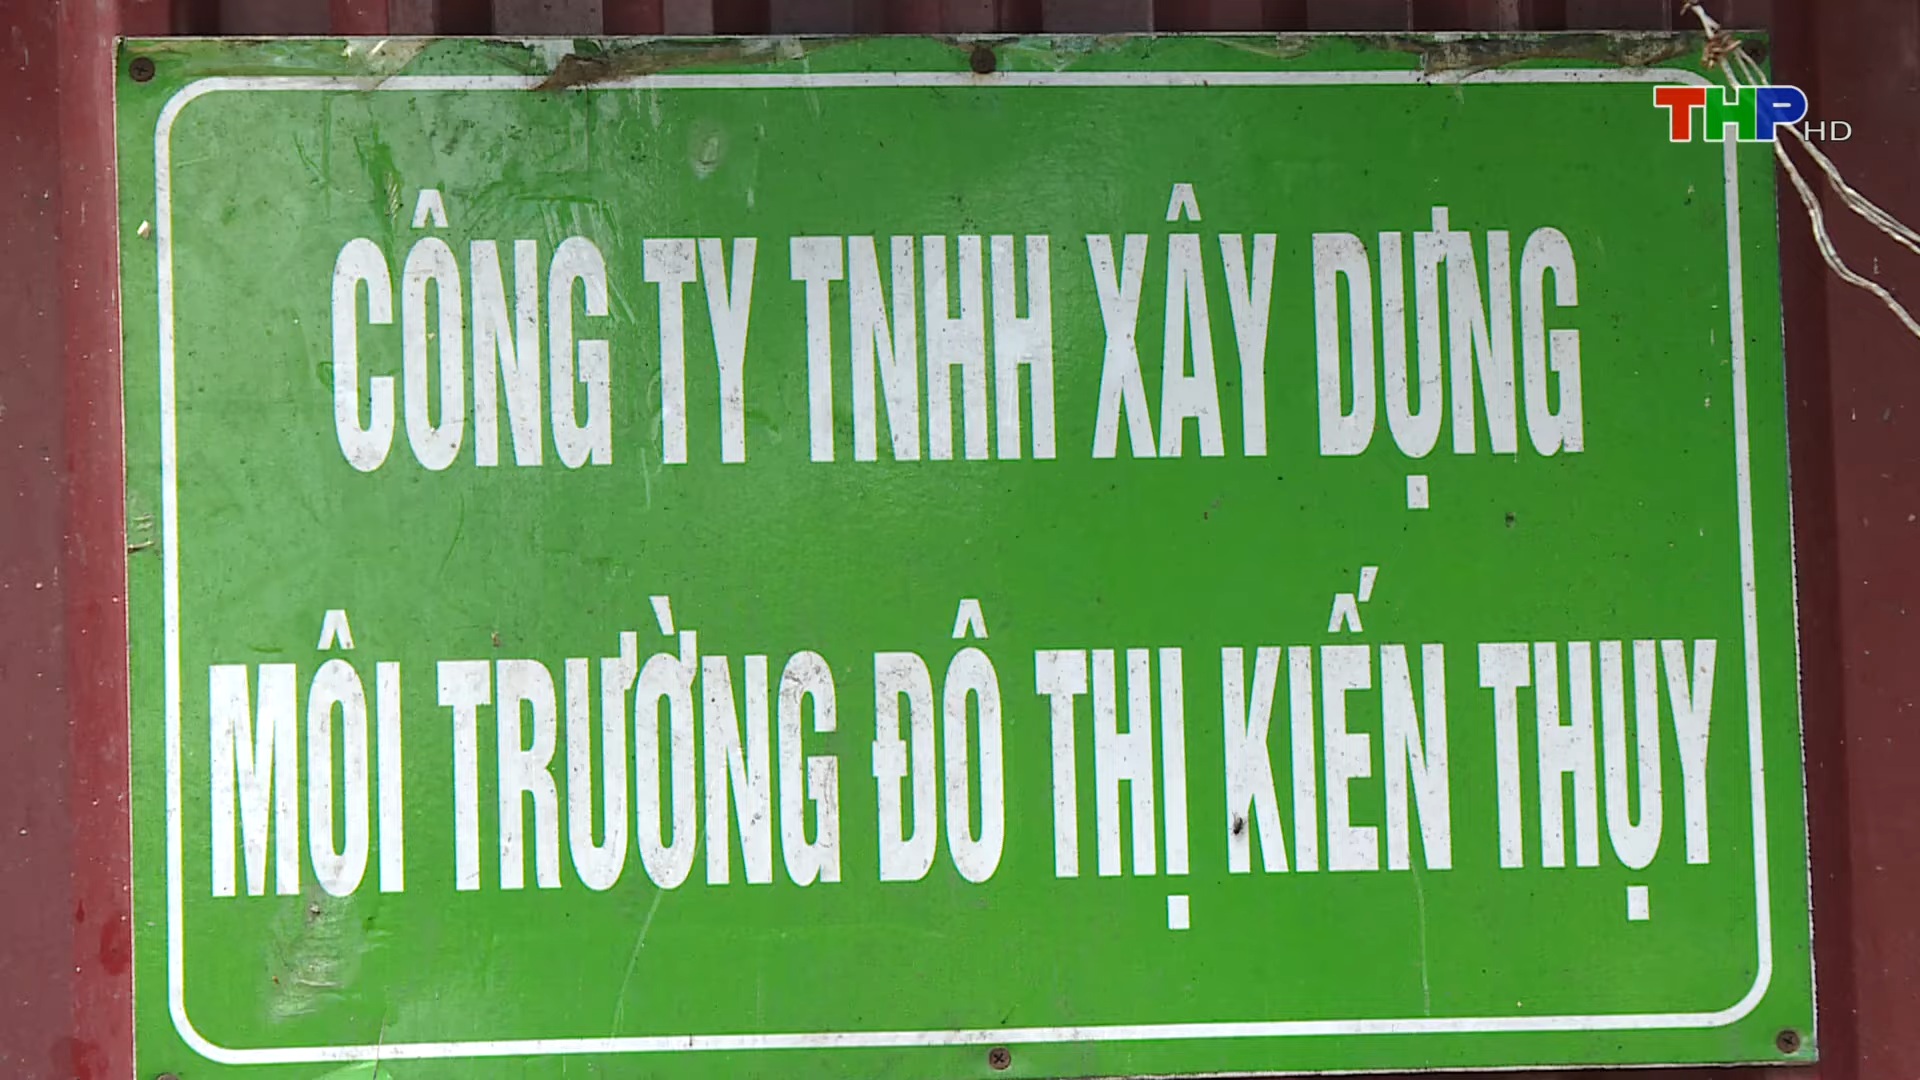 THP HD
CÔNG TY TNHH XÂY DỰNG
MÔI TRƯỜNG ĐÔ THỊ KIẾN THỤY